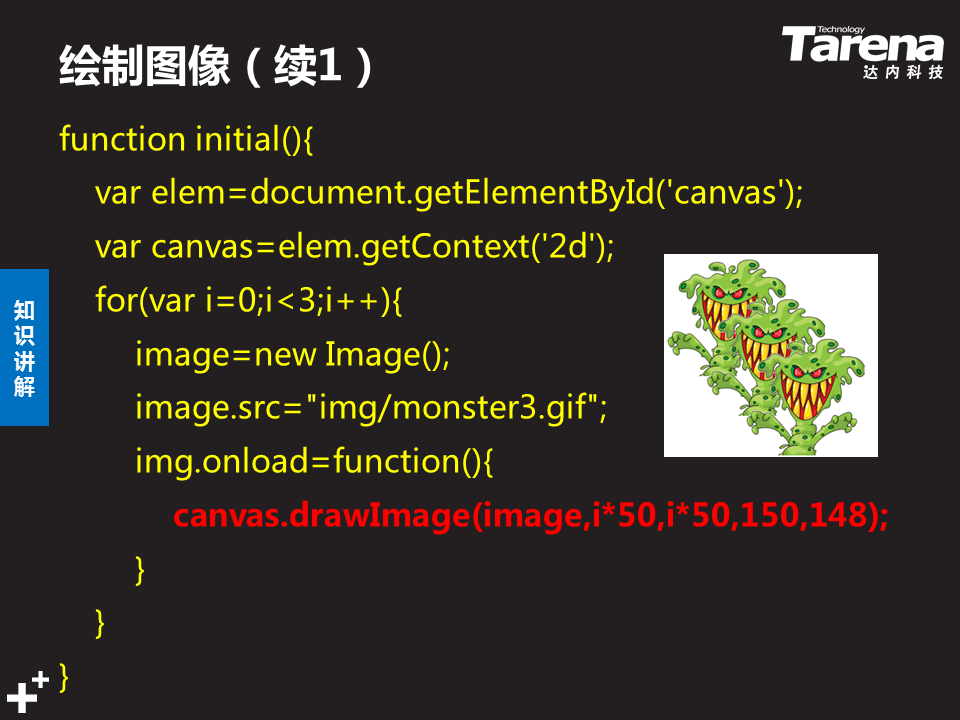 绘制图像（续1）
Technology
Tarena
达内科技
function initial(){
var elem=document.getElementById('canvas');
var canvas=elem.getContext('2d');
for(var i=0;i<3;i++){
image=new Image();
image.src="img/monster3.gif";
img.onload=function(){
canvas.drawImage(image,i*50,i*50,150,148);
}
}
}
知识讲解